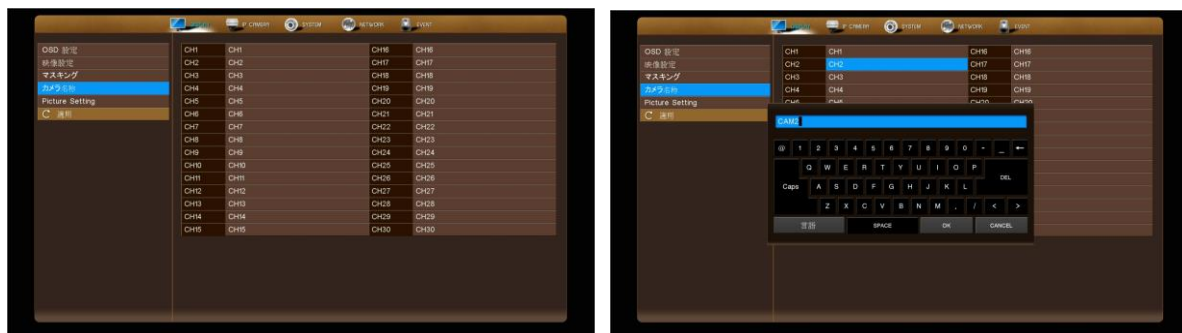 IP CAMERA SYSTEM NETWORK EVENT
OSD 設定
映像設定
マスキング
カメラ名称
Picture Setting
適用
CH1 CH1 CH16 CH16
CH2 CH2 CH17 CH17
CH3 CH3 CH18 CH18
CH4 CH4 CH19 CH19
CH5 CH5 CH20 CH20
CH6 CH6 CH21 CH21
CH7 CH7 CH22 CH22
CH8 CH8 CH23 CH23
CH9 CH9 CH24 CH24
CH10 CH10 CH25 CH25
CH11 CH11 CH26 CH26
CH12 CH12 CH27 CH27
CH13 CH13 CH28 CH28
CH14 CH14 CH29 CH29
CH15 CH15 CH30 CH30
IP CAMERA SYSTEM NETWORK EVENT
OSD 設定
映像設定
マスキング
カメラ名称
Picture Setting
適用
CH1 CH1 CH16 CH16
CH2 CH2 CH17 CH17
CH3 CH3 CH18 CH18
CH4 CH4 CH19 CH19
CH5 CH5 CH20 CH20
CAM2
@ 1 2 3 4 5 6 7 8 9 0 - _ ←
Q W E R T Y U I O P
DEL
Caps A S D F G H J K L
Z X C V B N M . / < >
言語 SPACE OK CANCEL